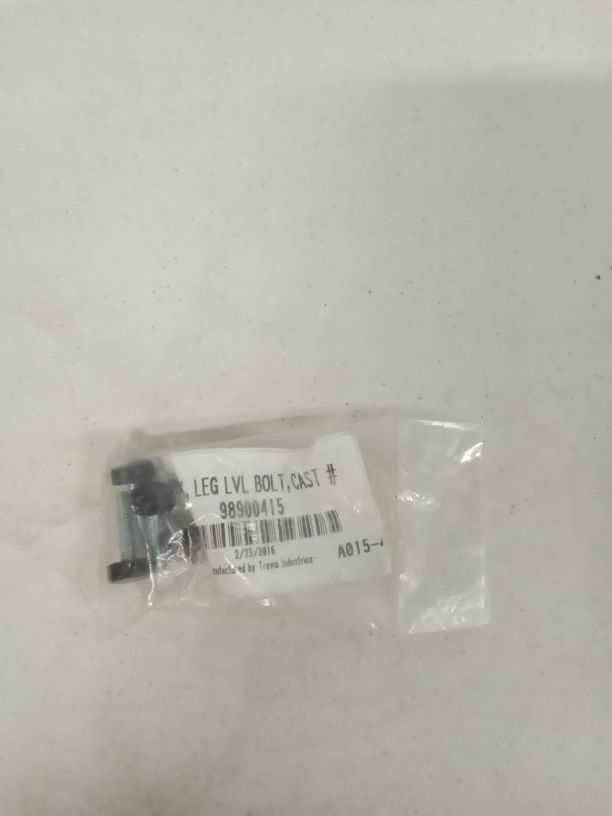 , LEG LVL BOLT,CAST #
98900415
2/25/2016
nufactured by Travis Industries-
A015-